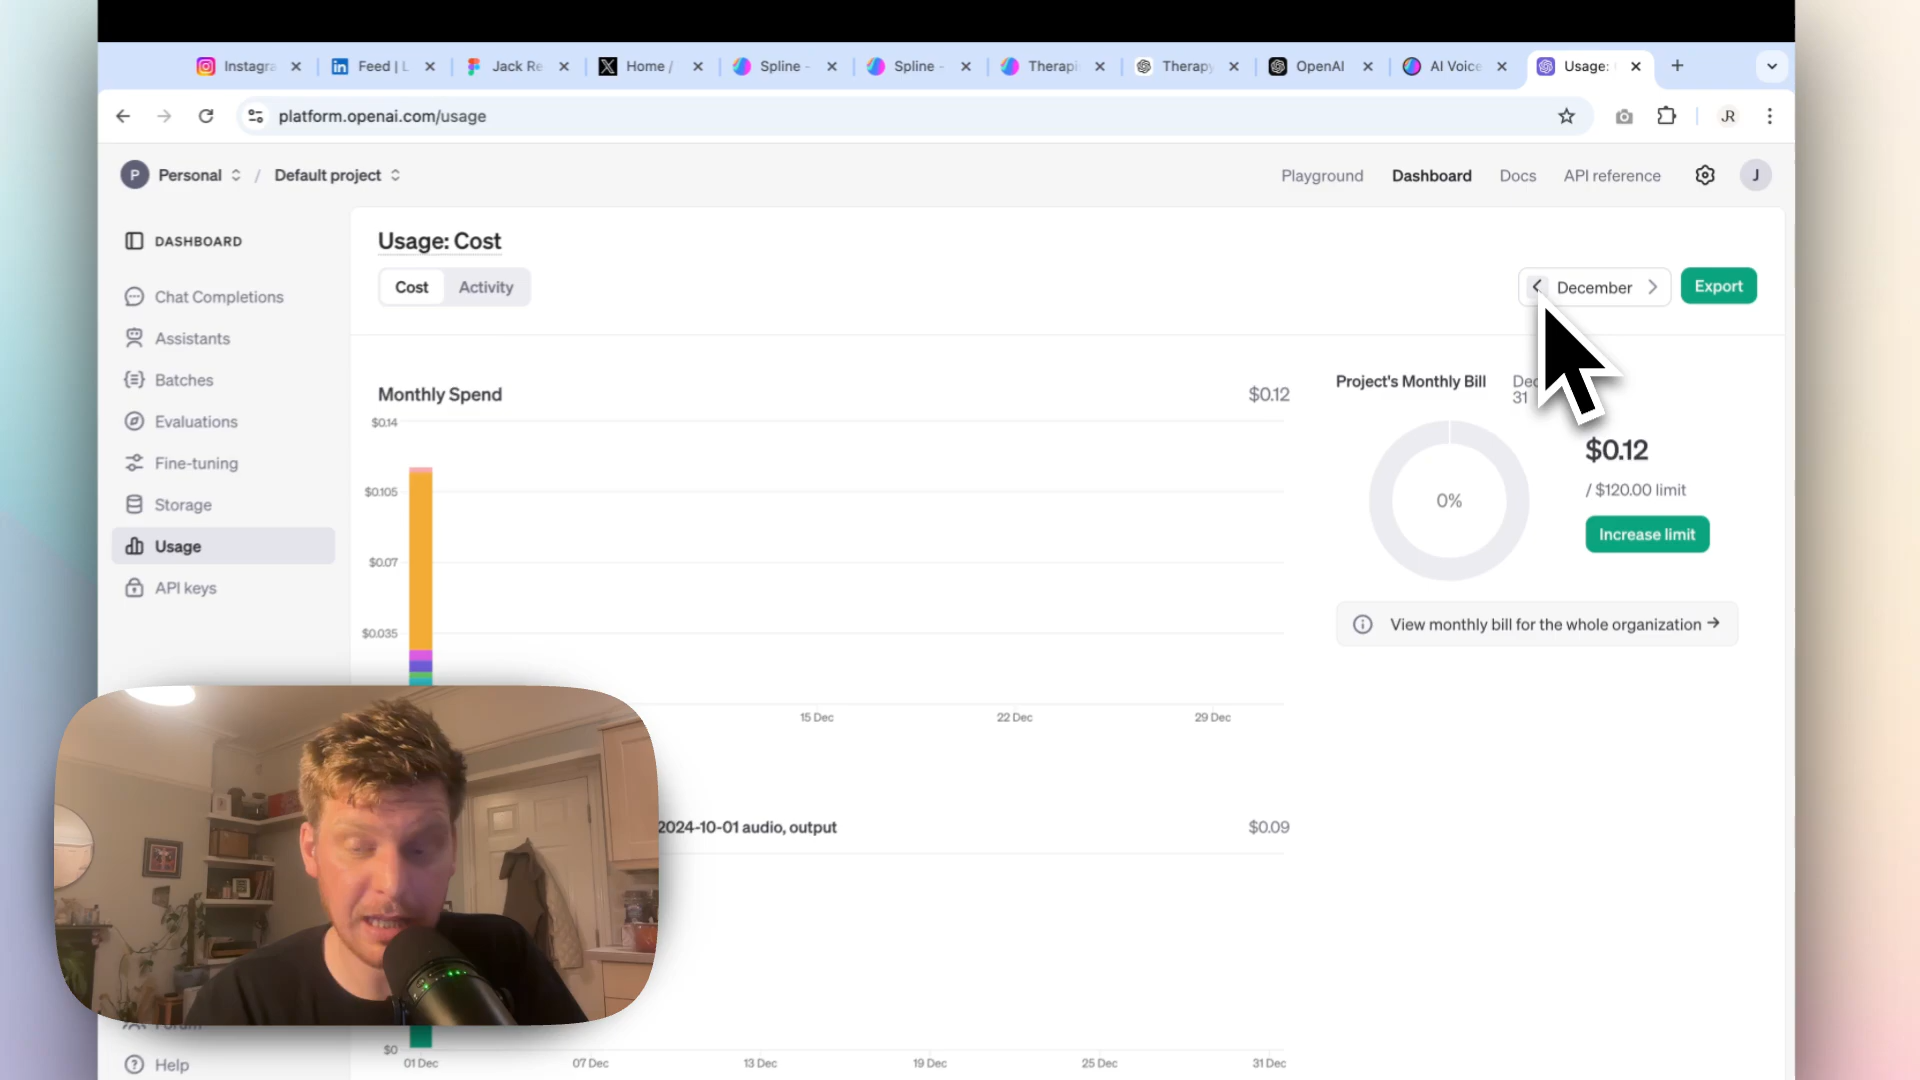 Instagra
Feed | L
Jack Re
Home /
Spline -
Spline -
Therapi
Therapy
OpenAI
AI Voice
Usage:
platform.openai.com/usage
JR
P Personal / Default project
Playground
Dashboard
Docs
API reference
J
DASHBOARD
Chat Completions
Assistants
Batches
Evaluations
Fine-tuning
Storage
Usage
API keys
Help
Usage: Cost
Cost
Activity
December
Export
Monthly Spend
$0.12
$0.14
$0.105
$0.07
$0.035
15 Dec
22 Dec
29 Dec
Project's Monthly Bill
31
0%
$0.12
/ $120.00 limit
Increase limit
View monthly bill for the whole organization →
2024-10-01 audio, output
$0.09
$0
01 Dec
07 Dec
13 Dec
19 Dec
25 Dec
31 Dec